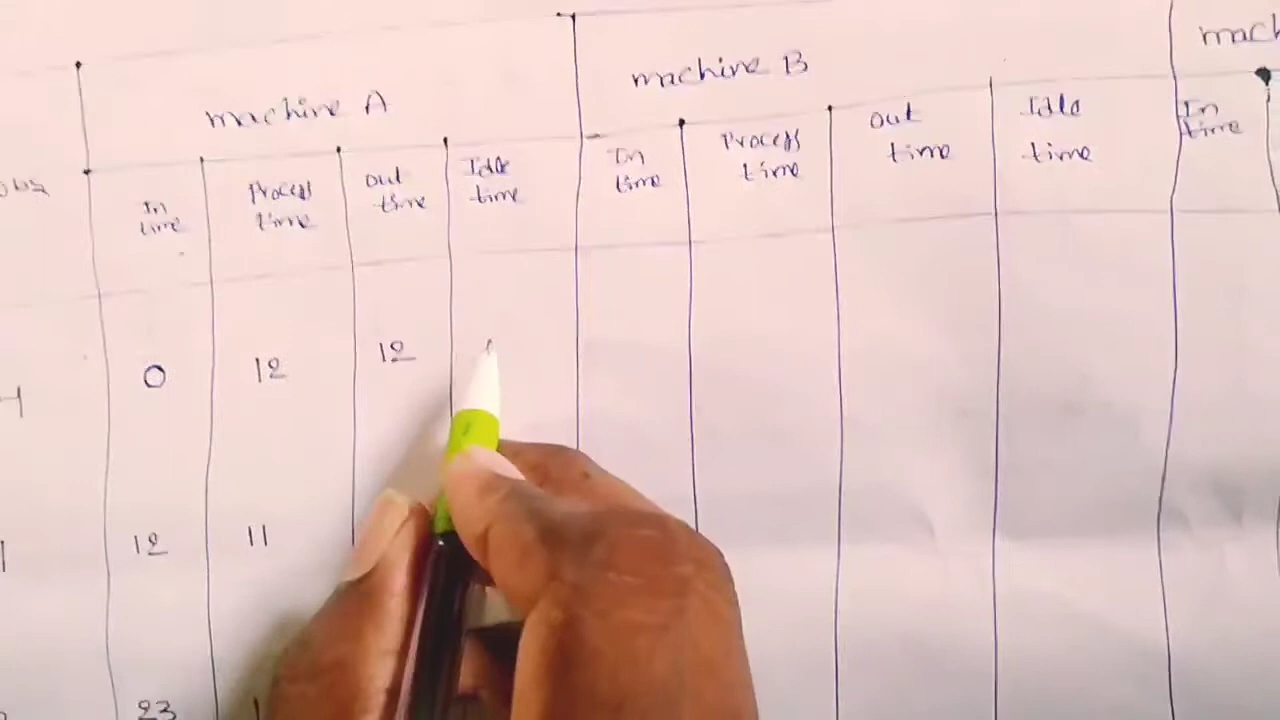 machine A
machine B
In
time
Process
time
out
time
Idle
time
In
time
Process
time
out
time
Idle
time
In
time
0 12 12
12 11
23